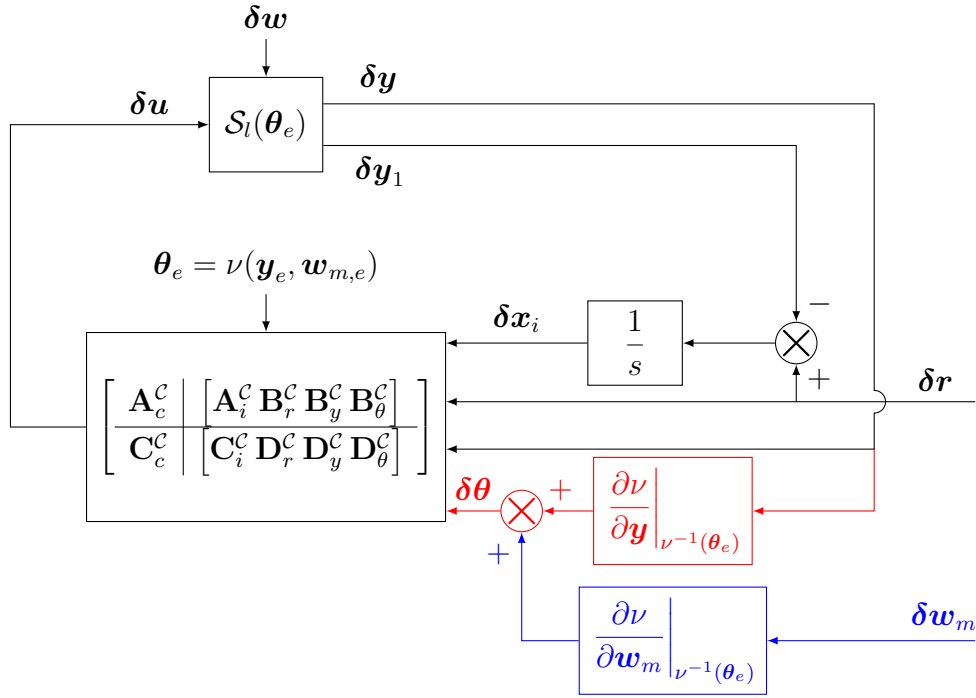 δw
δy
δu
S_l(θ_e)
δy_1
θ_e = ν(y_e, w_{m,e})
−
δx_i
1/s
+
δr
[ A_c^C | [A_i^C B_r^C B_y^C B_θ^C] ]
[ C_c^C | [C_i^C D_r^C D_y^C D_θ^C] ]
δθ
+
∂ν/∂y |_{ν^{-1}(θ_e)}
+
∂ν/∂w_m |_{ν^{-1}(θ_e)}
δw_m